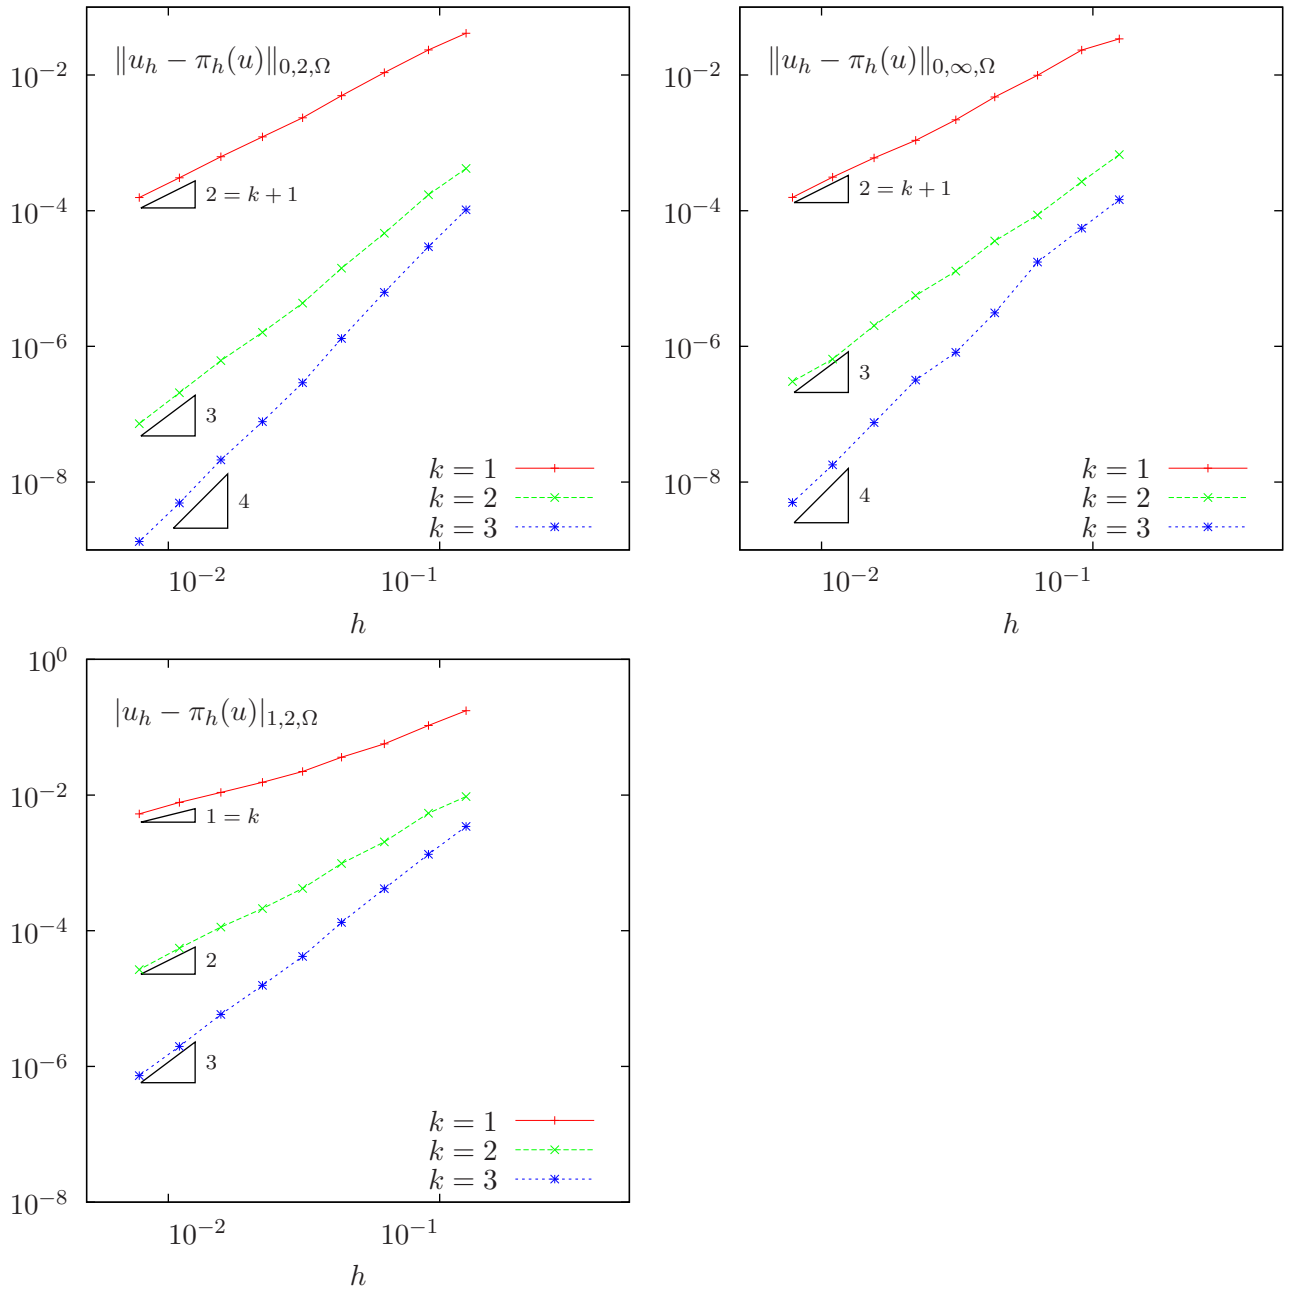 ‖u_h − π_h(u)‖_{0,2,Ω}
10^{−2}
10^{−4}
10^{−6}
10^{−8}
2 = k + 1
3
4
k = 1
k = 2
k = 3
10^{−2} 10^{−1}
h
‖u_h − π_h(u)‖_{0,∞,Ω}
10^{−2}
10^{−4}
10^{−6}
10^{−8}
2 = k + 1
3
4
k = 1
k = 2
k = 3
10^{−2} 10^{−1}
h
10^{0}
|u_h − π_h(u)|_{1,2,Ω}
10^{−2}
10^{−4}
10^{−6}
10^{−8}
1 = k
2
3
k = 1
k = 2
k = 3
10^{−2} 10^{−1}
h